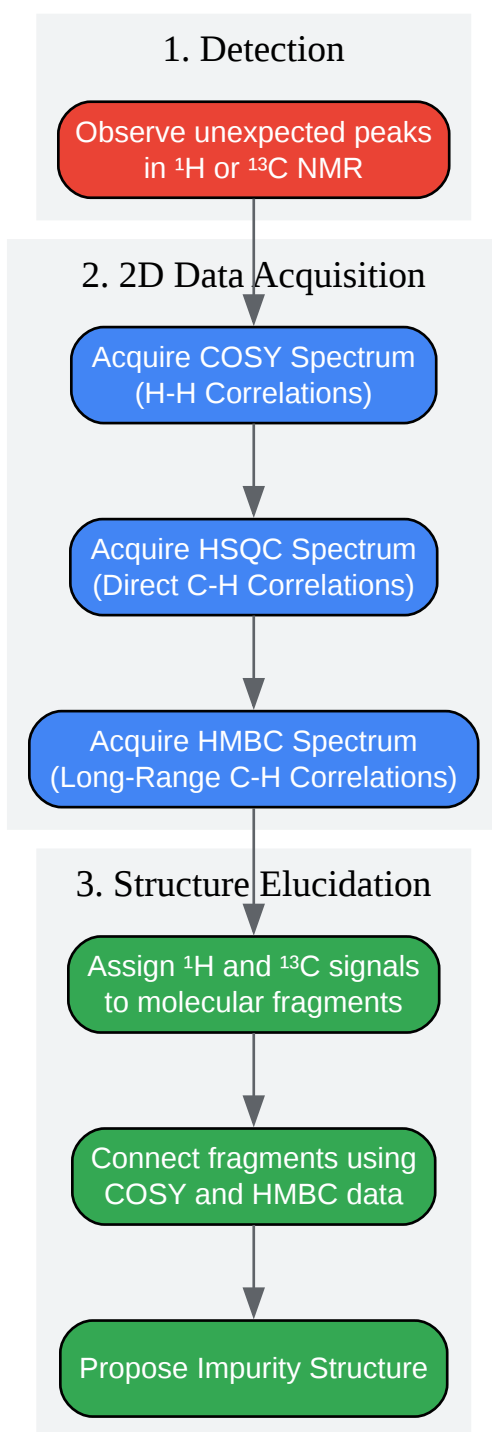 1. Detection
Observe unexpected peaks
in ¹H or ¹³C NMR
2. 2D Data Acquisition
Acquire COSY Spectrum
(H-H Correlations)
Acquire HSQC Spectrum
(Direct C-H Correlations)
Acquire HMBC Spectrum
(Long-Range C-H Correlations)
3. Structure Elucidation
Assign ¹H and ¹³C signals
to molecular fragments
Connect fragments using
COSY and HMBC data
Propose Impurity Structure